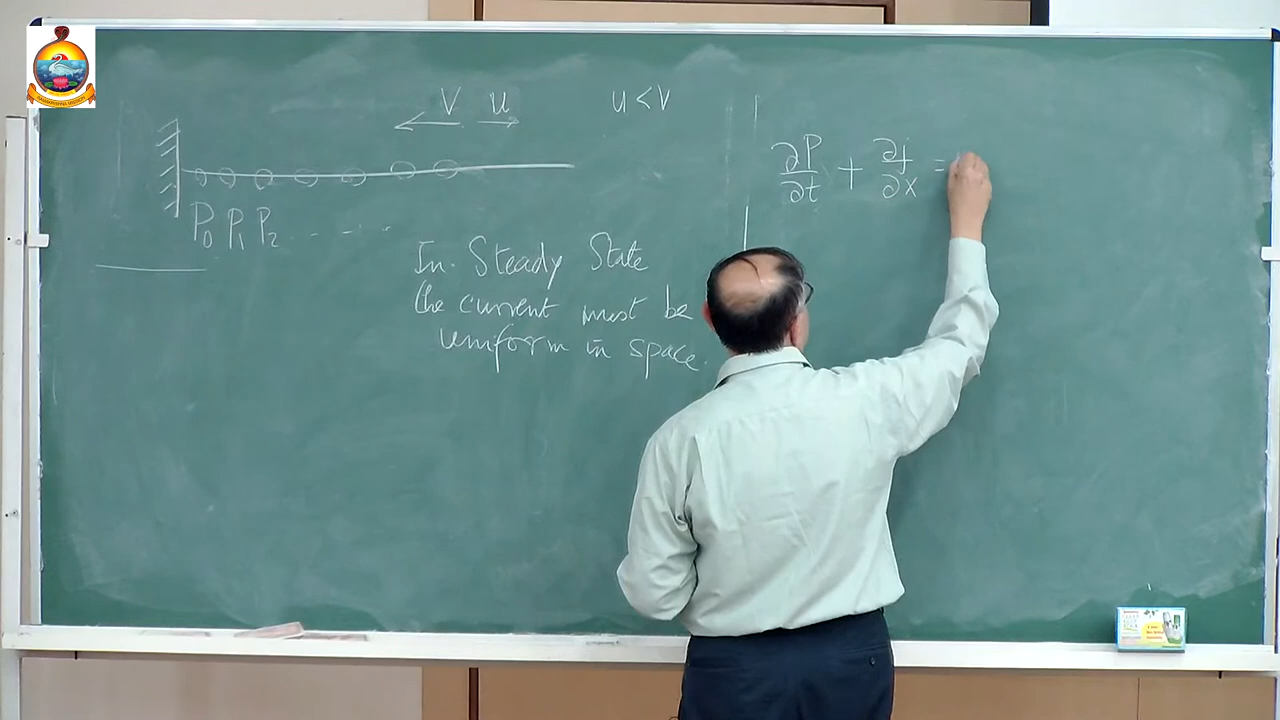 V u u < v
P₀ P₁ P₂ - - - - -
In Steady State
the current must be
uniform in space.
∂P/∂t + ∂j/∂x =